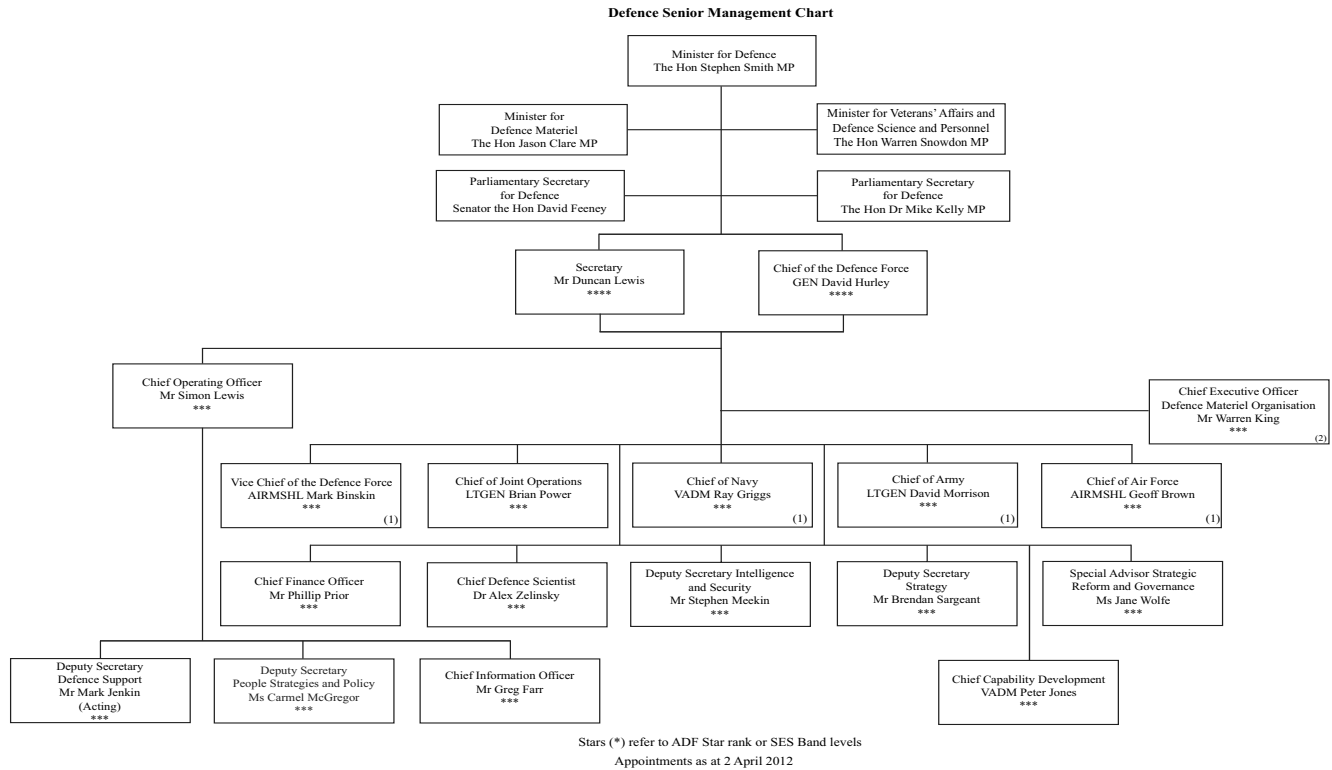 Defence Senior Management Chart
Minister for Defence
The Hon Stephen Smith MP
Minister for
Defence Materiel
The Hon Jason Clare MP
Minister for Veterans' Affairs and
Defence Science and Personnel
The Hon Warren Snowdon MP
Parliamentary Secretary
for Defence
Senator the Hon David Feeney
Parliamentary Secretary
for Defence
The Hon Dr Mike Kelly MP
Secretary
Mr Duncan Lewis
****
Chief of the Defence Force
GEN David Hurley
****
Chief Operating Officer
Mr Simon Lewis
***
Chief Executive Officer
Defence Materiel Organisation
Mr Warren King
***
(2)
Vice Chief of the Defence Force
AIRMSHL Mark Binskin
***
(1)
Chief of Joint Operations
LTGEN Brian Power
***
Chief of Navy
VADM Ray Griggs
***
(1)
Chief of Army
LTGEN David Morrison
***
(1)
Chief of Air Force
AIRMSHL Geoff Brown
***
(1)
Chief Finance Officer
Mr Phillip Prior
***
Chief Defence Scientist
Dr Alex Zelinsky
***
Deputy Secretary Intelligence
and Security
Mr Stephen Meekin
***
Deputy Secretary
Strategy
Mr Brendan Sargeant
***
Special Advisor Strategic
Reform and Governance
Ms Jane Wolfe
***
Deputy Secretary
Defence Support
Mr Mark Jenkin
(Acting)
***
Deputy Secretary
People Strategies and Policy
Ms Carmel McGregor
***
Chief Information Officer
Mr Greg Farr
***
Chief Capability Development
VADM Peter Jones
***
Stars (*) refer to ADF Star rank or SES Band levels
Appointments as at 2 April 2012